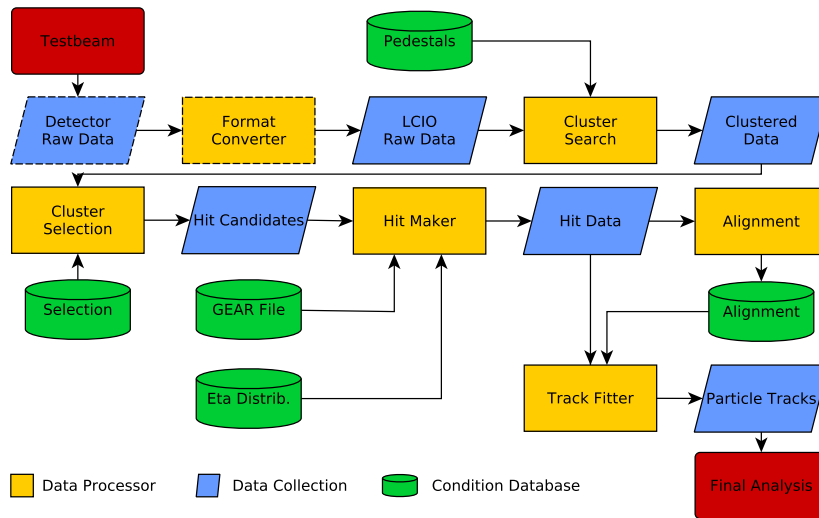 Testbeam
Pedestals
Detector
Raw Data
Format
Converter
LCIO
Raw Data
Cluster
Search
Clustered
Data
Cluster
Selection
Hit Candidates
Hit Maker
Hit Data
Alignment
Selection
GEAR File
Alignment
Eta Distrib.
Track Fitter
Particle Tracks
Data Processor
Data Collection
Condition Database
Final Analysis